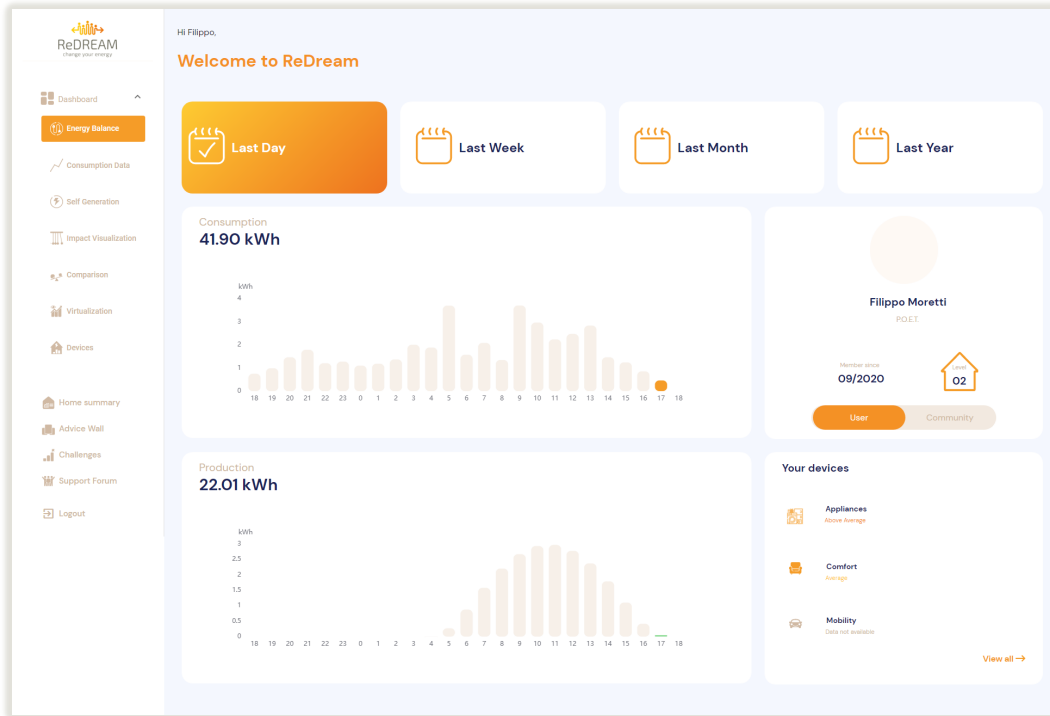 ReDREAM
change your energy
Dashboard
Energy Balance
Consumption Data
Self Generation
Impact Visualization
Comparison
Virtualization
Devices
Home summary
Advice Wall
Challenges
Support Forum
Logout
Hi Filippo,
Welcome to ReDream
Last Day
Last Week
Last Month
Last Year
Consumption
41.90 kWh
kWh
4
3
2
1
0
18 19 20 21 22 23 0 1 2 3 4 5 6 7 8 9 10 11 12 13 14 15 16 17 18
Filippo Moretti
P.O.E.T.
Member since
09/2020
Level
02
User
Community
Production
22.01 kWh
kWh
3
2.5
2
1.5
1
0.5
0
18 19 20 21 22 23 0 1 2 3 4 5 6 7 8 9 10 11 12 13 14 15 16 17 18
Your devices
Appliances
Above Average
Comfort
Average
Mobility
Data not available
View all →